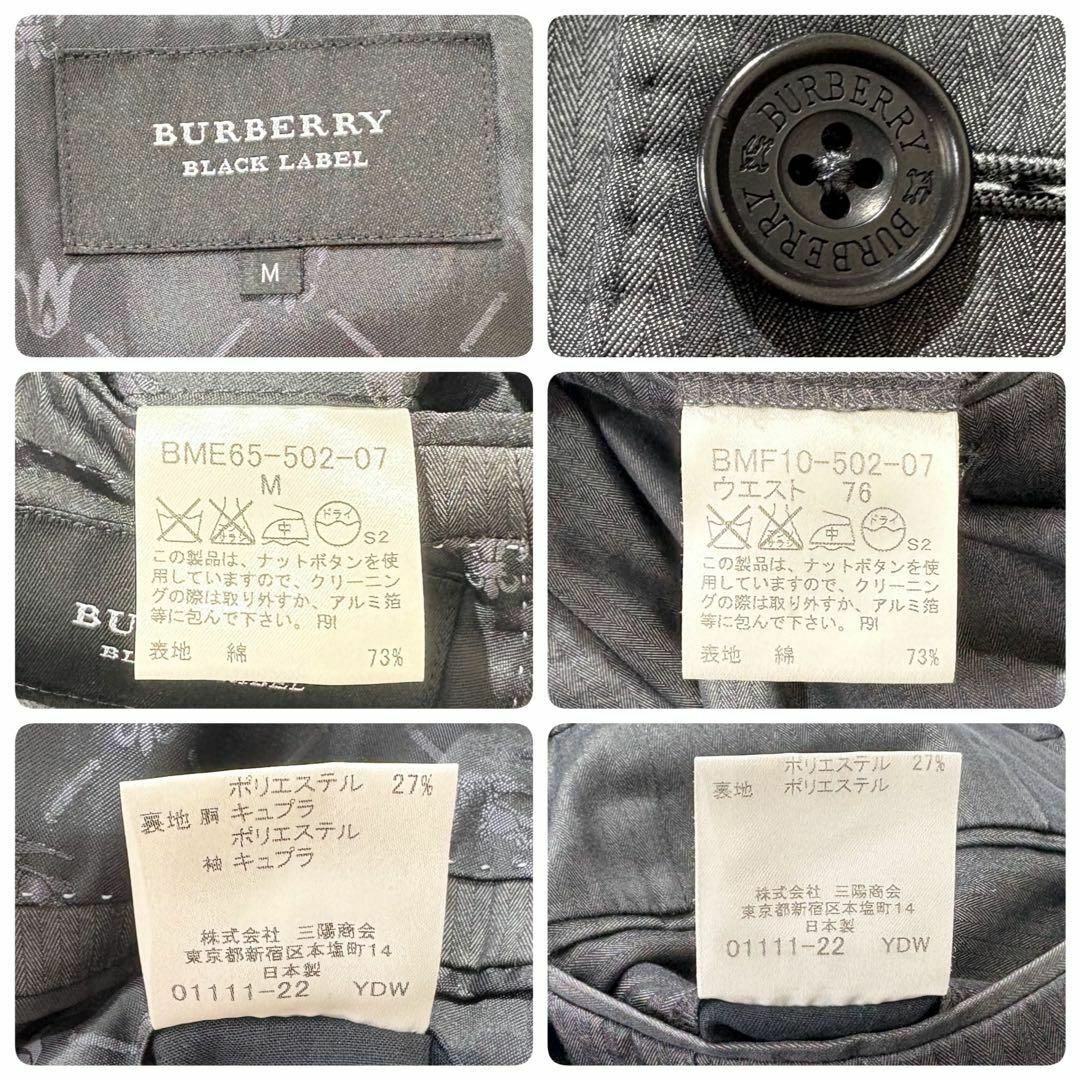 BURBERRY
BLACK LABEL
M
BURBERRY BURBERRY BURBERRY
BME65-502-07
M
中 ドライ
S2
この製品は、ナットボタンを使
用していますので、クリーニン
グの際は取り外すか、アルミ箔
等に包んで下さい。
表地 綿 73%
BMF10-502-07
ウエスト 76
中 ドライ
S2
この製品は、ナットボタンを使
用していますので、クリーニン
グの際は取り外すか、アルミ箔
等に包んで下さい。
表地 綿 73%
ポリエステル 27%
裏地 胴 キュプラ
ポリエステル
袖 キュプラ
株式会社 三陽商会
東京都新宿区本塩町14
日本製
01111-22 YDW
ポリエステル 27%
裏地 ポリエステル
株式会社 三陽商会
東京都新宿区本塩町14
日本製
01111-22 YDW